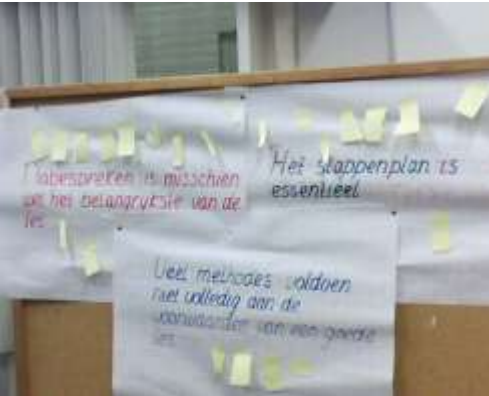 Nabespreken is misschien
wel het belangrykste van de
les
Het stappenplan is
essentieel
Veel methodes voldoen
niet volledig aan de
voorwaarden van een goede
les